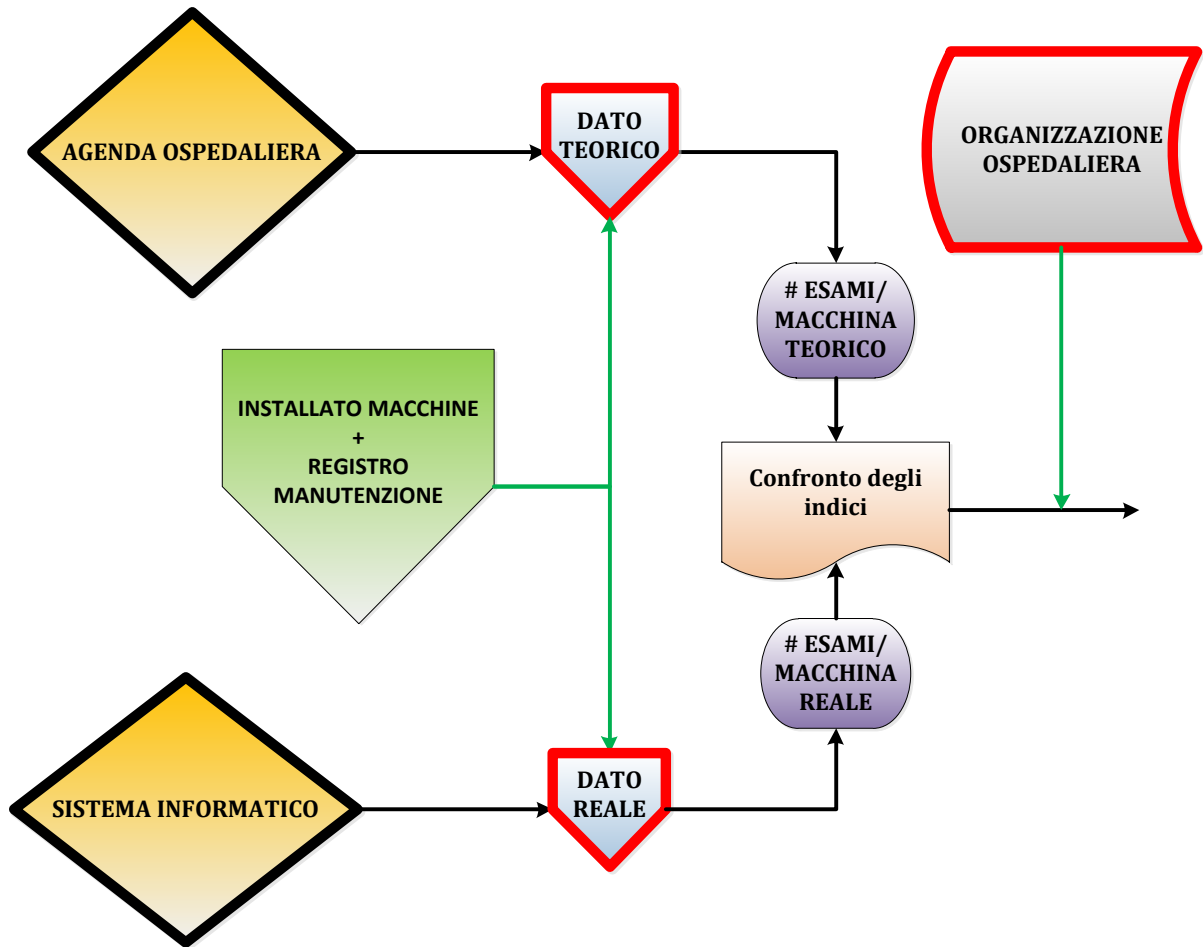 AGENDA OSPEDALIERA
DATO
TEORICO
ORGANIZZAZIONE
OSPEDALIERA
# ESAMI/
MACCHINA
TEORICO
INSTALLATO MACCHINE
+
REGISTRO
MANUTENZIONE
Confronto degli
indici
# ESAMI/
MACCHINA
REALE
SISTEMA INFORMATICO
DATO
REALE